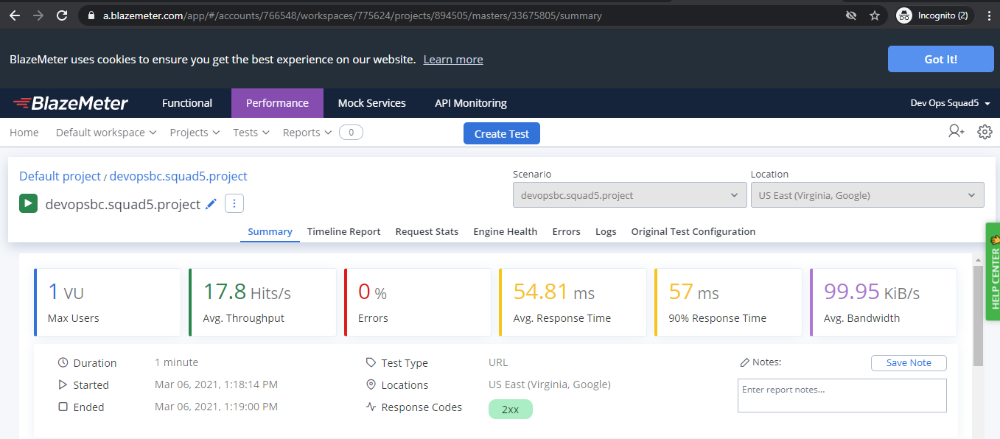 a.blazemeter.com/app/#/accounts/766548/workspaces/775624/projects/894505/masters/33675805/summary
Incognito (2)
BlazeMeter uses cookies to ensure you get the best experience on our website. Learn more
Got It!
BlazeMeter Functional Performance Mock Services API Monitoring Dev Ops Squad5
Home Default workspace Projects Tests Reports 0 Create Test
Default project / devopsbc.squad5.project
Scenario Location
devopsbc.squad5.project
devopsbc.squad5.project US East (Virginia, Google)
Summary Timeline Report Request Stats Engine Health Errors Logs Original Test Configuration
HELP CENTER
1 VU 17.8 Hits/s 0 % 54.81 ms 57 ms 99.95 KiB/s
Max Users Avg. Throughput Errors Avg. Response Time 90% Response Time Avg. Bandwidth
Duration 1 minute Test Type URL Notes: Save Note
Started Mar 06, 2021, 1:18:14 PM Locations US East (Virginia, Google) Enter report notes...
Ended Mar 06, 2021, 1:19:00 PM Response Codes 2xx